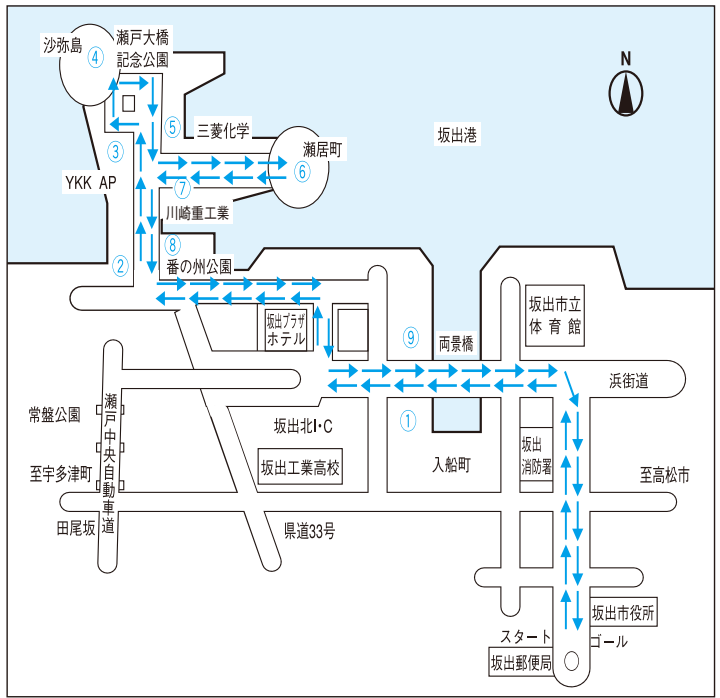 沙弥島
④
瀬戸大橋
記念公園
N
⑤
三菱化学
坂出港
③
瀬居町
⑥
YKK AP
⑦
川崎重工業
⑧
②
番の州公園
坂出プラザ
ホテル
坂出市立
体育館
⑨
両景橋
浜街道
常盤公園
瀬戸中央自動車道
①
坂出北I・C
坂出
消防署
坂出工業高校
入船町
至宇多津町
至高松市
田尾坂
県道33号
坂出市役所
スタート
ゴール
坂出郵便局